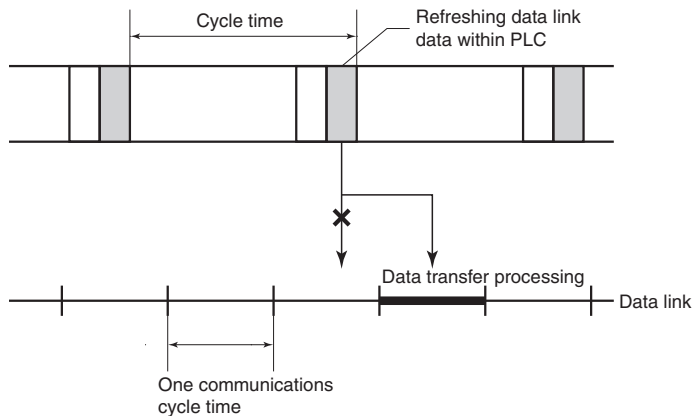 Cycle time
Refreshing data link
data within PLC
Data transfer processing
Data link
One communications
cycle time